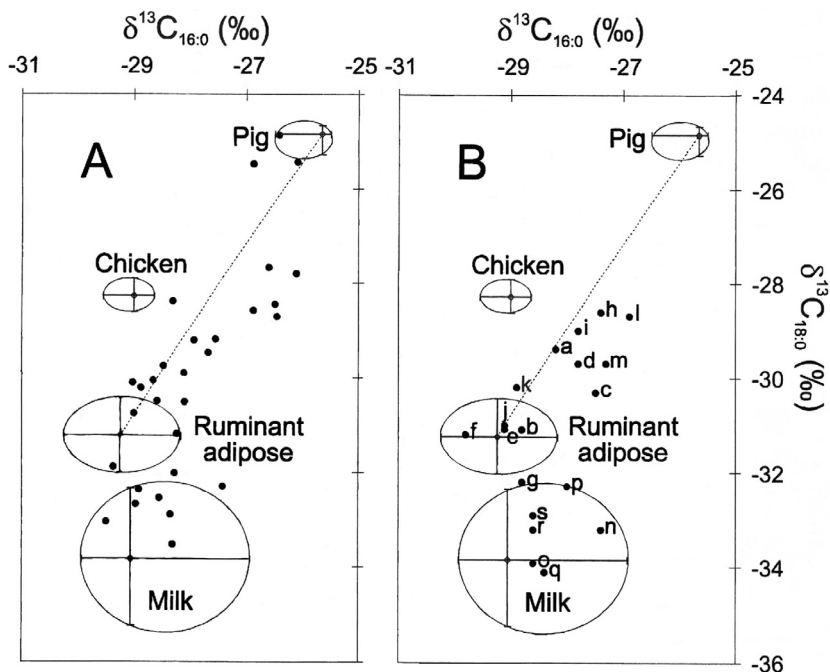 δ¹³C₁₆:₀ (‰)
δ¹³C₁₆:₀ (‰)
-31 -29 -27 -25
-31 -29 -27 -25
-24
Pig
Pig
A
B
-26
Chicken
Chicken
-28
h
l
i
a
d
m
δ¹³C₁₈:₀ (‰)
-30
k
c
Ruminant
adipose
Ruminant
adipose
j
f
e
b
-32
g
p
s
r
n
o
q
-34
Milk
Milk
-36